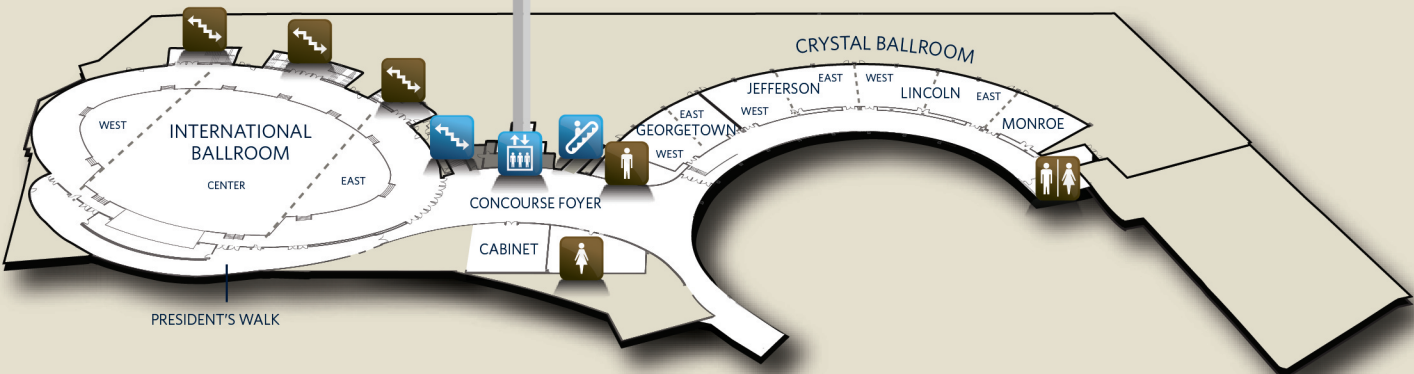 CRYSTAL BALLROOM
WEST
INTERNATIONAL
BALLROOM
CENTER
EAST
CONCOURSE FOYER
CABINET
PRESIDENT'S WALK
EAST
GEORGETOWN
WEST
JEFFERSON
EAST
WEST
WEST
LINCOLN
EAST
MONROE